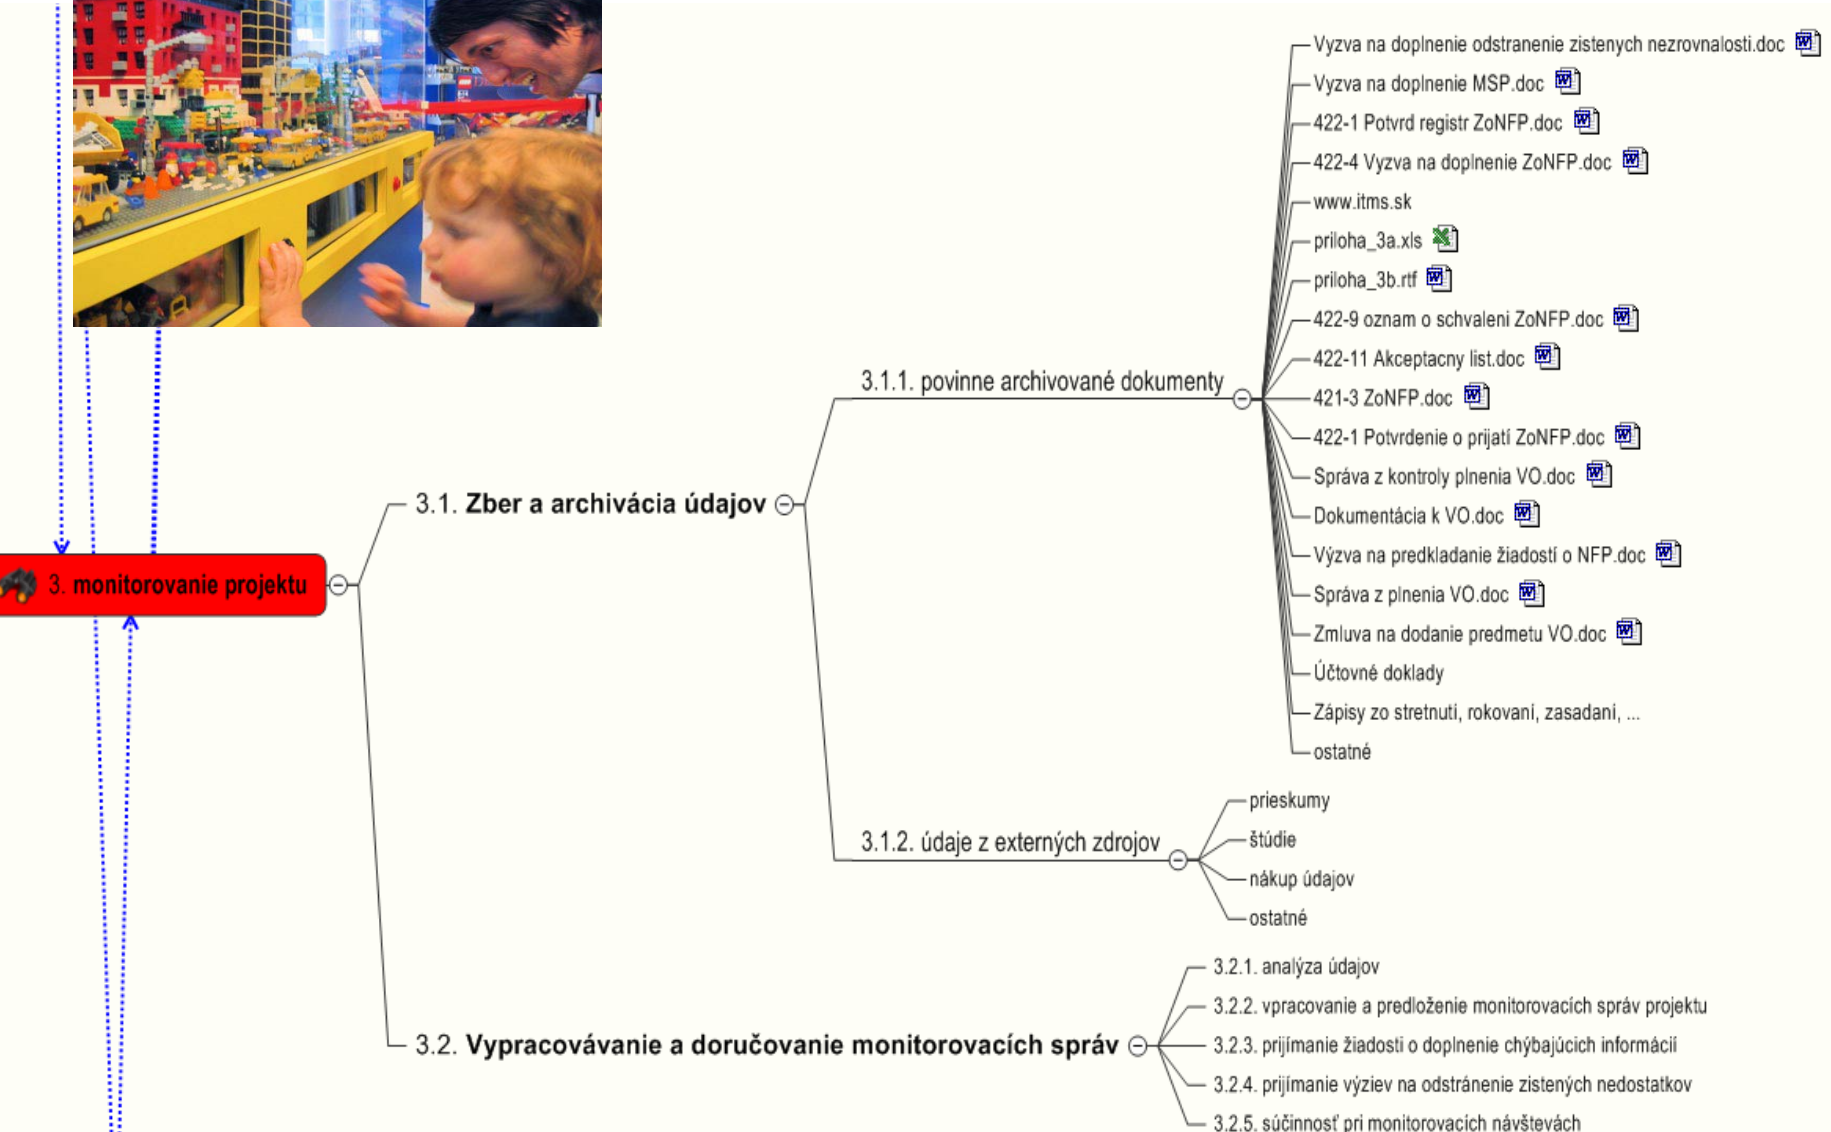 3. monitorovanie projektu
3.1. Zber a archivácia údajov
3.1.1. povinne archivované dokumenty
Vyzva na doplnenie odstranenie zistenych nezrovnalosti.doc
Vyzva na doplnenie MSP.doc
422-1 Potvrd registr ZoNFP.doc
422-4 Vyzva na doplnenie ZoNFP.doc
www.itms.sk
priloha_3a.xls
priloha_3b.rtf
422-9 oznam o schvaleni ZoNFP.doc
422-11 Akceptacny list.doc
421-3 ZoNFP.doc
422-1 Potvrdenie o prijatí ZoNFP.doc
Správa z kontroly plnenia VO.doc
Dokumentácia k VO.doc
Výzva na predkladanie žiadostí o NFP.doc
Správa z plnenia VO.doc
Zmluva na dodanie predmetu VO.doc
Účtovné doklady
Zápisy zo stretnutí, rokovaní, zasadaní, ...
ostatné
3.1.2. údaje z externých zdrojov
prieskumy
štúdie
nákup údajov
ostatné
3.2. Vypracovávanie a doručovanie monitorovacích správ
3.2.1. analýza údajov
3.2.2. vpracovanie a predloženie monitorovacích správ projektu
3.2.3. prijímanie žiadosti o doplnenie chýbajúcich informácií
3.2.4. prijímanie výziev na odstránenie zistených nedostatkov
3.2.5. súčinnosť pri monitorovacích návštevách